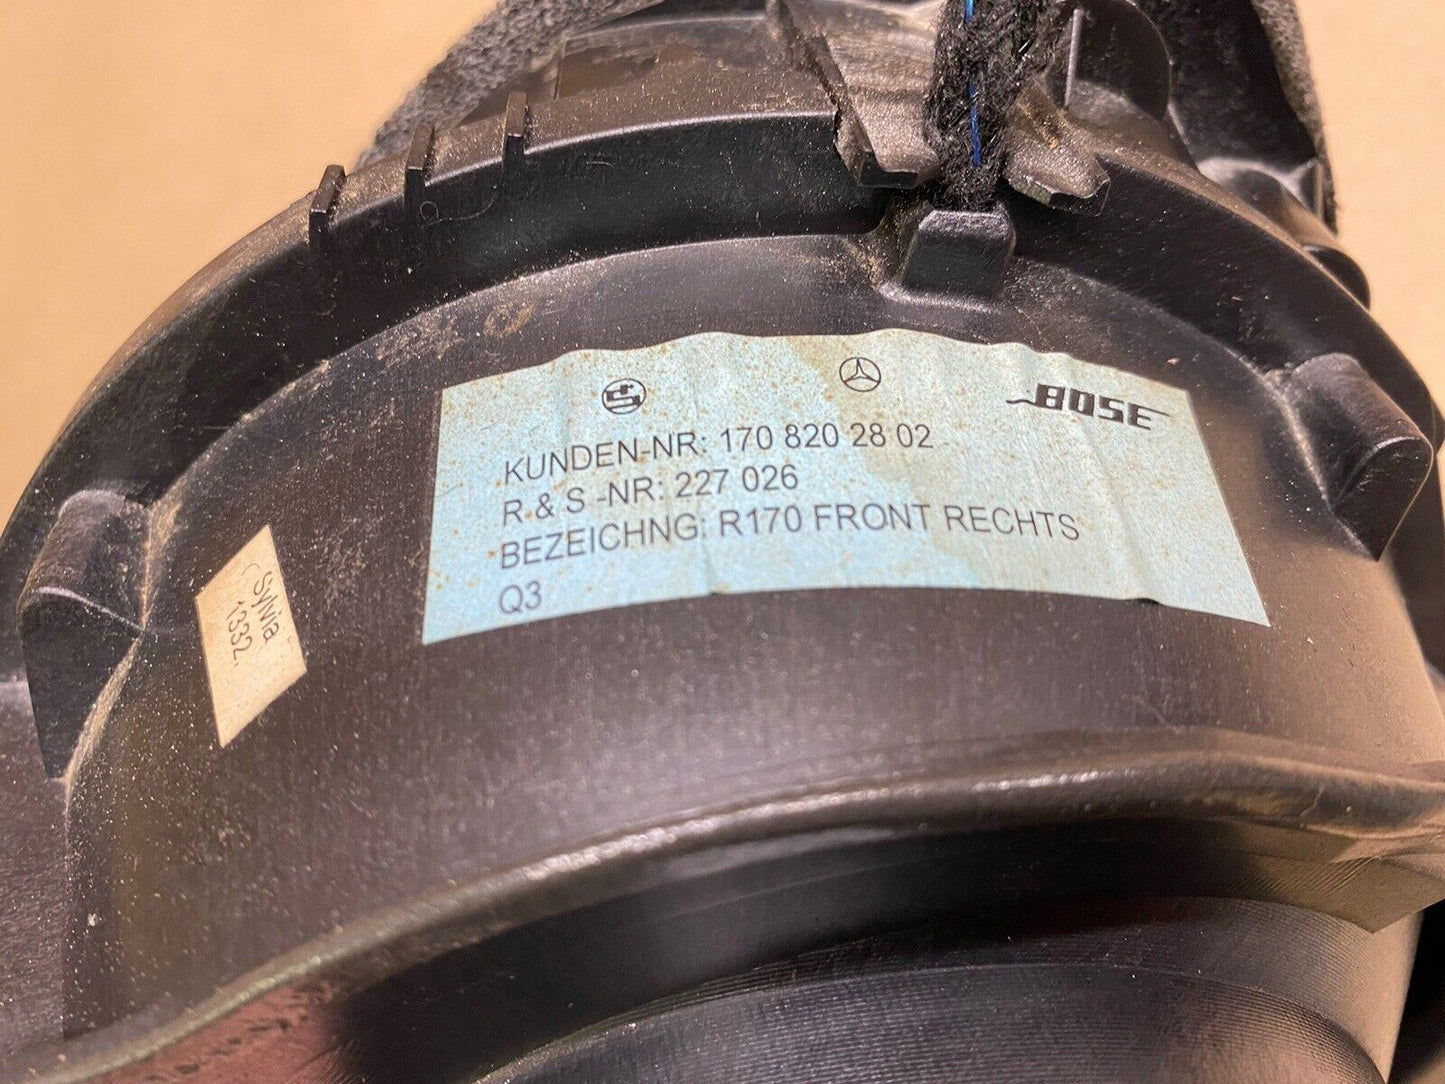 BOSE
KUNDEN-NR: 170 820 28 02
R & S -NR: 227 026
BEZEICHNG: R170 FRONT RECHTS
Q3
Sylvia
1332.